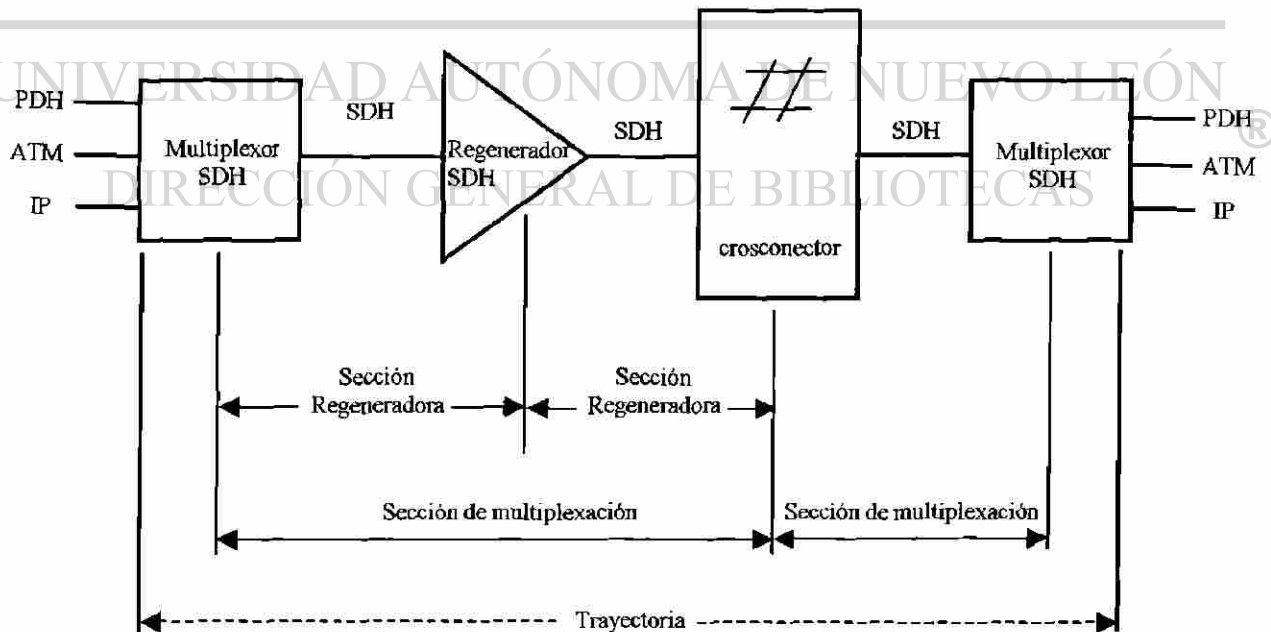 UNIVERSIDAD AUTÓNOMA DE NUEVO LEÓN
®
DIRECCIÓN GENERAL DE BIBLIOTECAS
PDH
ATM
IP
Multiplexor
SDH
SDH
Regenerador
SDH
SDH
crosconector
SDH
Multiplexor
SDH
PDH
ATM
IP
Sección
Regeneradora
Sección
Regeneradora
Sección de multiplexación
Sección de multiplexación
Trayectoria